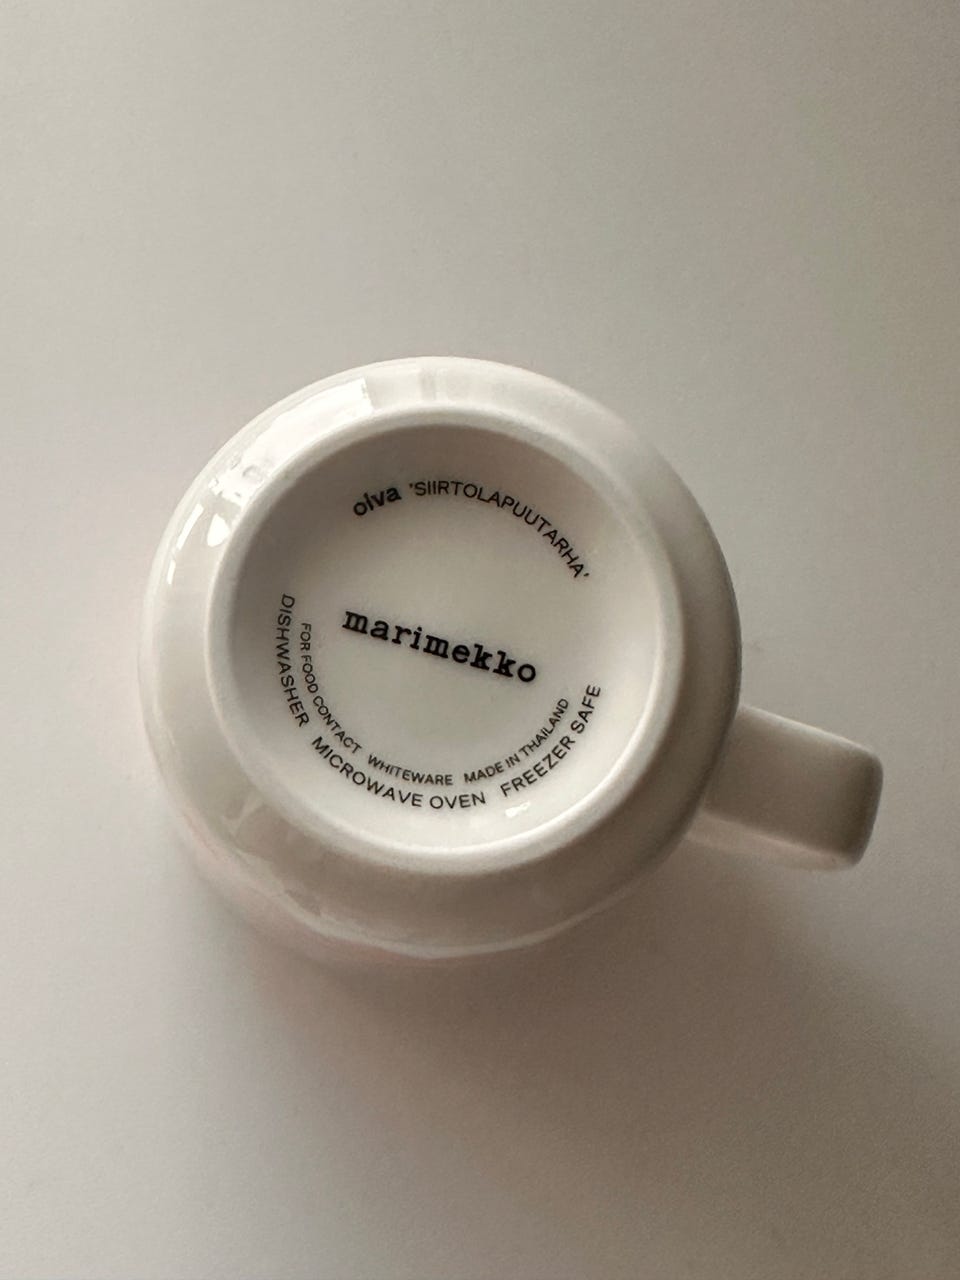 oiva 'SIIRTOLAPUUTARHA'
marimekko
FOR FOOD CONTACT WHITEWARE MADE IN THAILAND
DISHWASHER MICROWAVE OVEN FREEZER SAFE